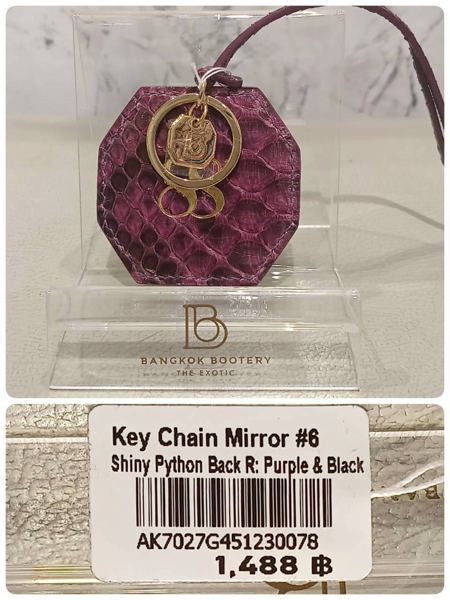 B
BANGKOK BOOTERY
THE EXOTIC
Key Chain Mirror #6
Shiny Python Back R: Purple & Black
AK7027G451230078
1,488 ฿